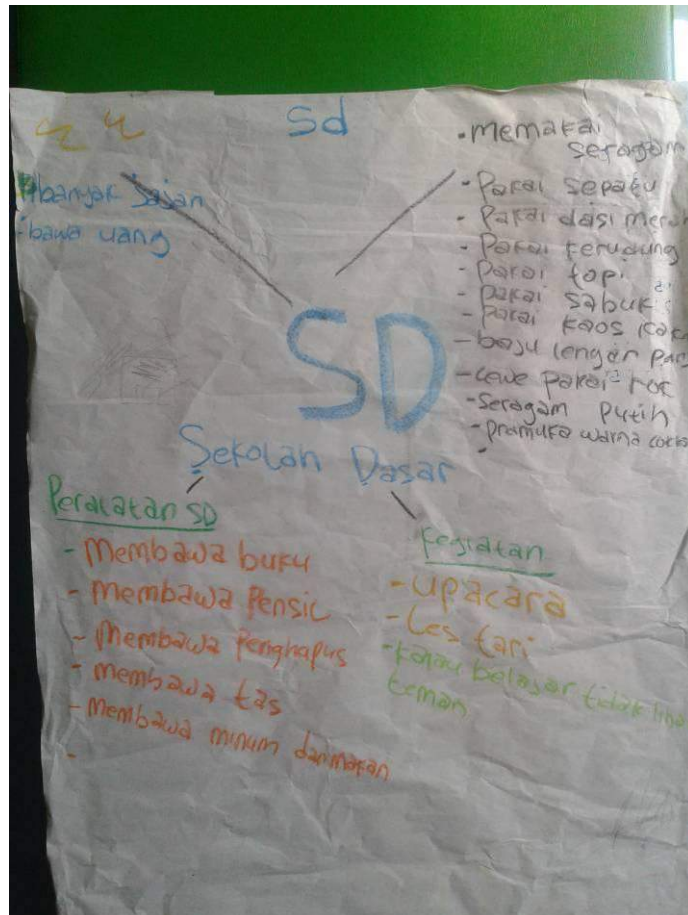 sd
- banyak jajan
- bawa uang
- memakai
seragam
- Pakai sepatu
- Pakai dasi merah
- Pakai kerudung
- Pakai topi
- Pakai sabuk
- Pakai kaos kaki
- baju lengan
- cewe pakai rok
- Seragam putih
- pramuka warna
SD
Sekolah Dasar
Peralatan SD
- Membawa buku
- Membawa Pensil
- Membawa Penghapus
- membawa tas
- Membawa minum dan makan
-
Kegiatan
- upacara
- Les tari
- kalau belajar tidak
teman